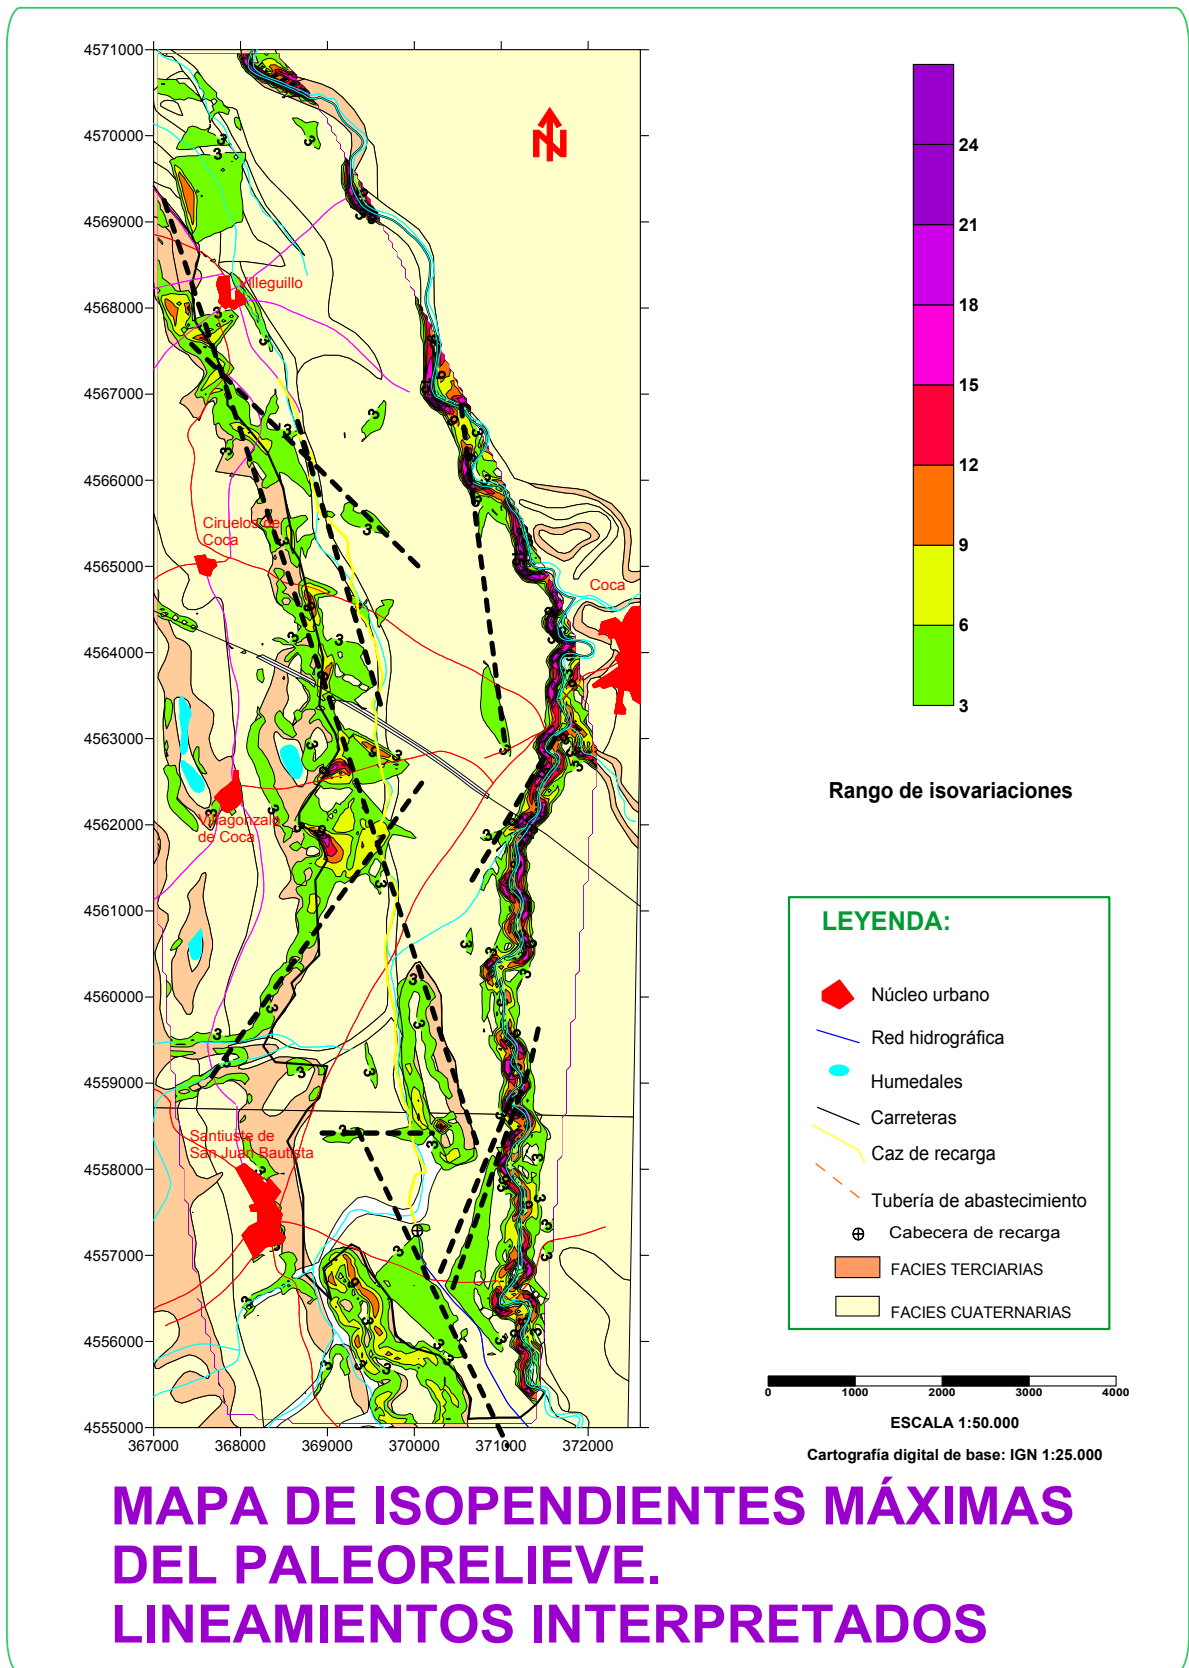 4571000
4570000
4569000
4568000
4567000
4566000
4565000
4564000
4563000
4562000
4561000
4560000
4559000
4558000
4557000
4556000
4555000
367000 368000 369000 370000 371000 372000
N
Villeguillo
Ciruelos de
Coca
Coca
Villagonzalo
de Coca
Santiuste de
San Juan Bautista
24
21
18
15
12
9
6
3
Rango de isovariaciones
LEYENDA:
Núcleo urbano
Red hidrográfica
Humedales
Carreteras
Caz de recarga
Tubería de abastecimiento
Cabecera de recarga
FACIES TERCIARIAS
FACIES CUATERNARIAS
0 1000 2000 3000 4000
ESCALA 1:50.000
Cartografía digital de base: IGN 1:25.000
MAPA DE ISOPENDIENTES MÁXIMAS
DEL PALEORELIEVE.
LINEAMIENTOS INTERPRETADOS